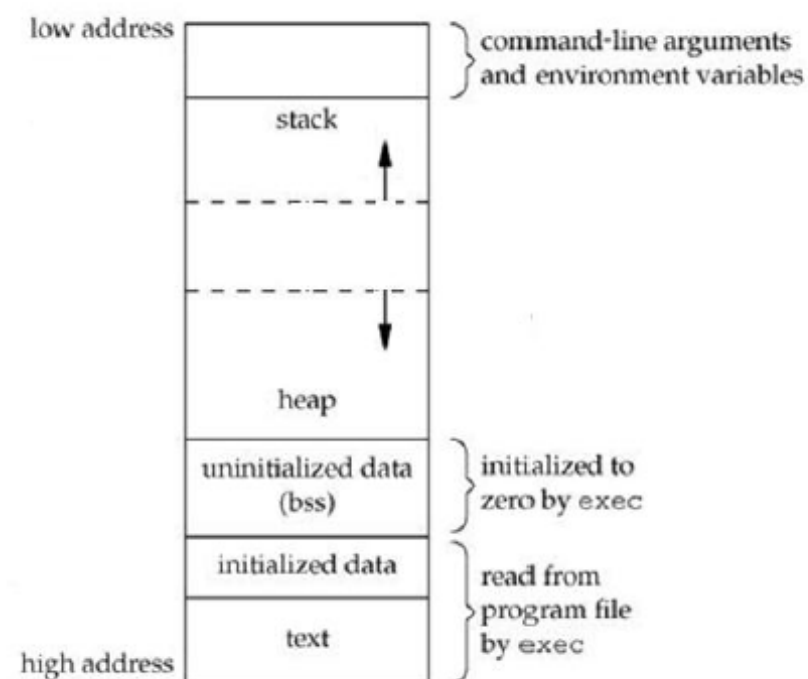 low address
command-line arguments
and environment variables
stack
heap
uninitialized data
(bss)
initialized to
zero by exec
initialized data
read from
program file
by exec
text
high address